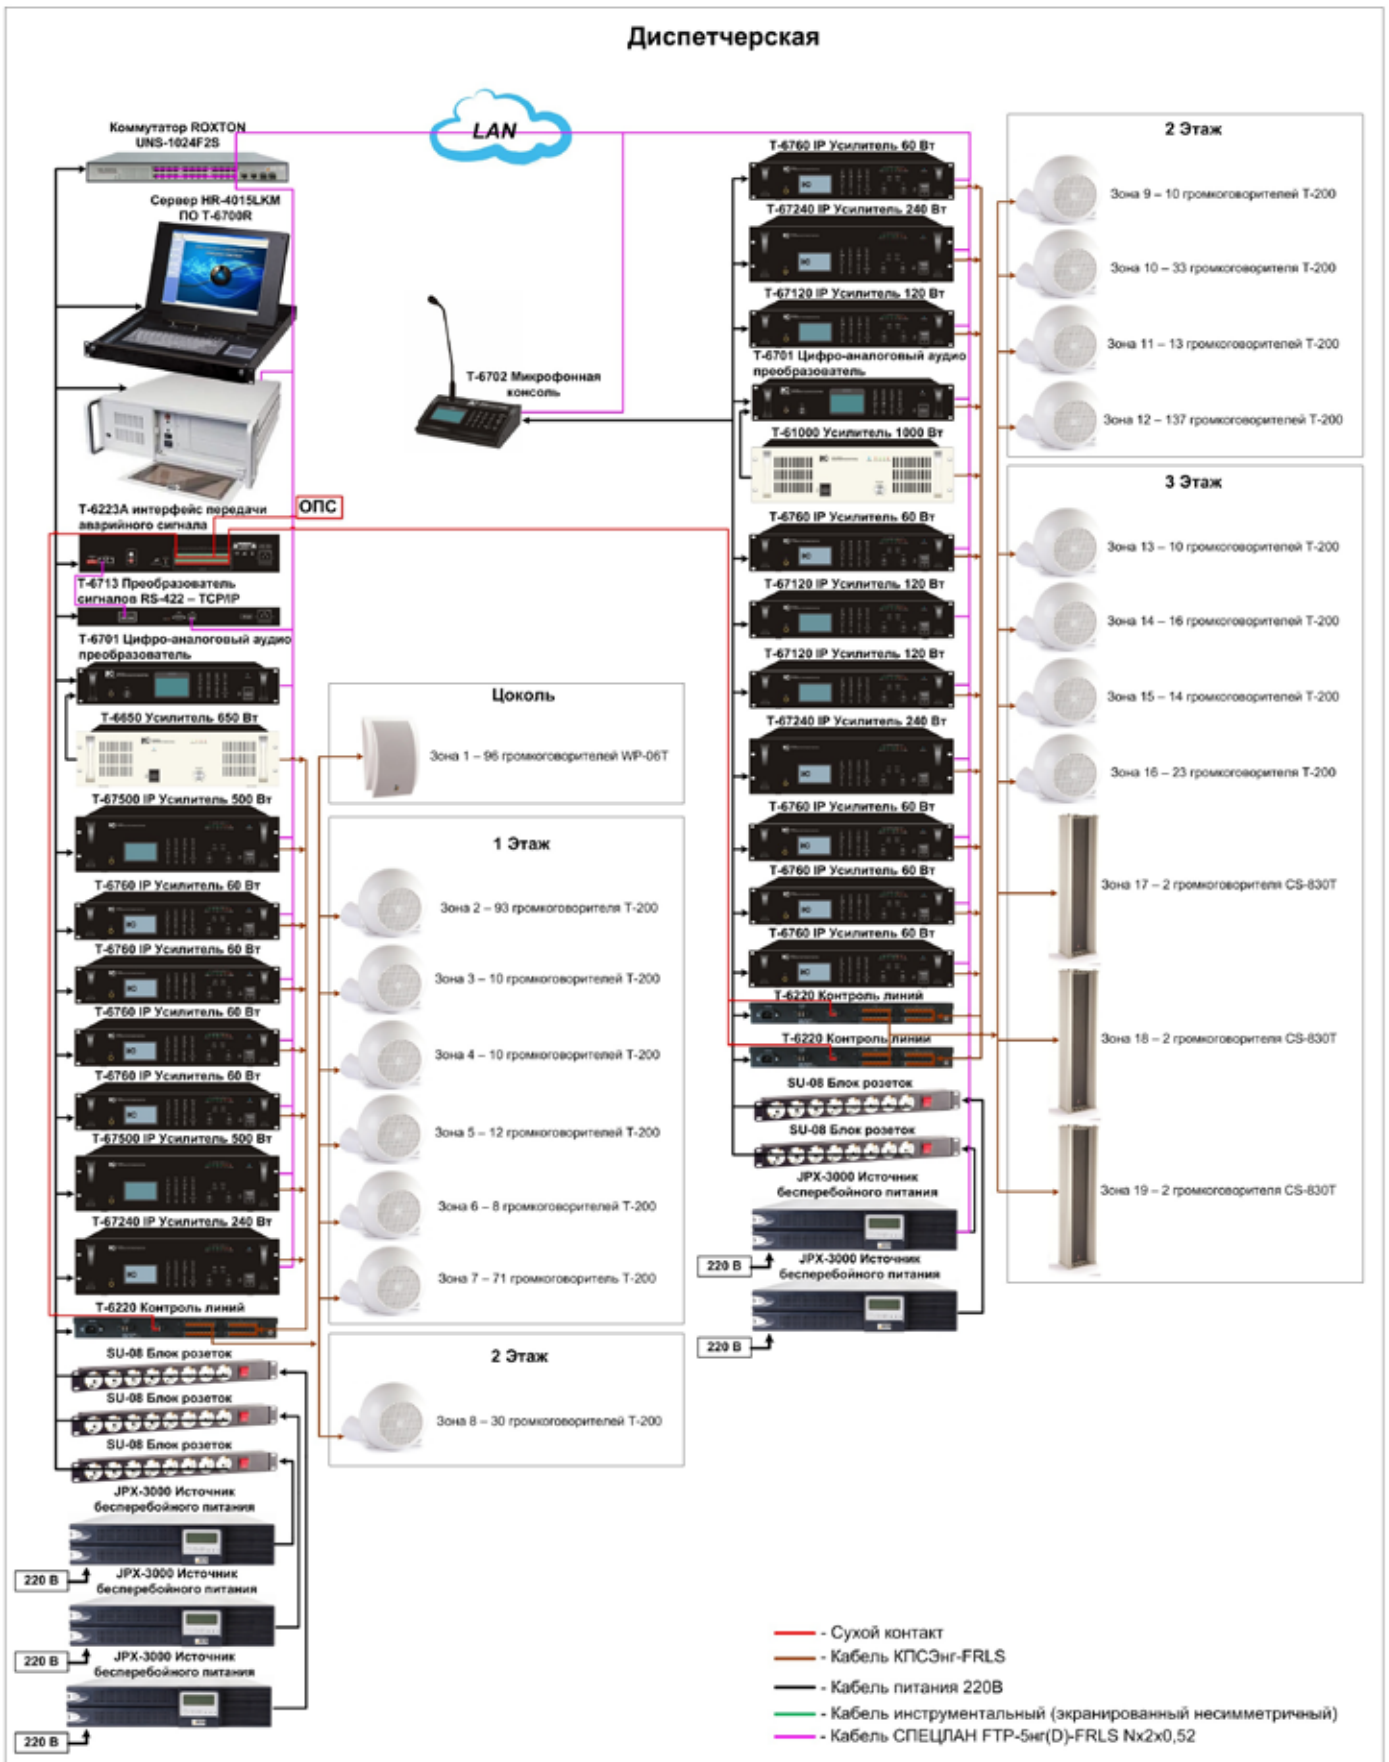 Диспетчерская
Коммутатор ROXTON
UNS-1024F2S
Сервер HR-4015LKM
ПО T-6700R
T-6223A интерфейс передачи
аварийного сигнала
ОПС
T-6713 Преобразователь
сигналов RS-422 – TCP/IP
T-6701 Цифро-аналоговый аудио
преобразователь
T-6650 Усилитель 650 Вт
T-67500 IP Усилитель 500 Вт
T-6760 IP Усилитель 60 Вт
T-6760 IP Усилитель 60 Вт
T-6760 IP Усилитель 60 Вт
T-6760 IP Усилитель 60 Вт
T-67500 IP Усилитель 500 Вт
T-67240 IP Усилитель 240 Вт
T-6220 Контроль линий
SU-08 Блок розеток
SU-08 Блок розеток
SU-08 Блок розеток
JPX-3000 Источник
бесперебойного питания
220 В
JPX-3000 Источник
бесперебойного питания
220 В
JPX-3000 Источник
бесперебойного питания
220 В
LAN
T-6702 Микрофонная
консоль
Цоколь
Зона 1 – 96 громкоговорителей WP-06T
1 Этаж
Зона 2 – 93 громкоговорителя T-200
Зона 3 – 10 громкоговорителей T-200
Зона 4 – 10 громкоговорителей T-200
Зона 5 – 12 громкоговорителей T-200
Зона 6 – 8 громкоговорителей T-200
Зона 7 – 71 громкоговоритель T-200
2 Этаж
Зона 8 – 30 громкоговорителей T-200
T-6760 IP Усилитель 60 Вт
T-67240 IP Усилитель 240 Вт
T-67120 IP Усилитель 120 Вт
T-6701 Цифро-аналоговый аудио
преобразователь
T-61000 Усилитель 1000 Вт
T-6760 IP Усилитель 60 Вт
T-67120 IP Усилитель 120 Вт
T-67120 IP Усилитель 120 Вт
T-67240 IP Усилитель 240 Вт
T-6760 IP Усилитель 60 Вт
T-6760 IP Усилитель 60 Вт
T-6760 IP Усилитель 60 Вт
T-6220 Контроль линий
T-6220 Контроль линий
SU-08 Блок розеток
SU-08 Блок розеток
JPX-3000 Источник
бесперебойного питания
220 В
JPX-3000 Источник
бесперебойного питания
220 В
2 Этаж
Зона 9 – 10 громкоговорителей T-200
Зона 10 – 33 громкоговорителя T-200
Зона 11 – 13 громкоговорителей T-200
Зона 12 – 137 громкоговорителей T-200
3 Этаж
Зона 13 – 10 громкоговорителей T-200
Зона 14 – 16 громкоговорителей T-200
Зона 15 – 14 громкоговорителей T-200
Зона 16 – 23 громкоговорителя T-200
Зона 17 – 2 громкоговорителя CS-830T
Зона 18 – 2 громкоговорителя CS-830T
Зона 19 – 2 громкоговорителя CS-830T
- Сухой контакт
- Кабель КПСЭнг-FRLS
- Кабель питания 220В
- Кабель инструментальный (экранированный несимметричный)
- Кабель СПЕЦЛАН FTP-5нг(D)-FRLS Nx2x0,52